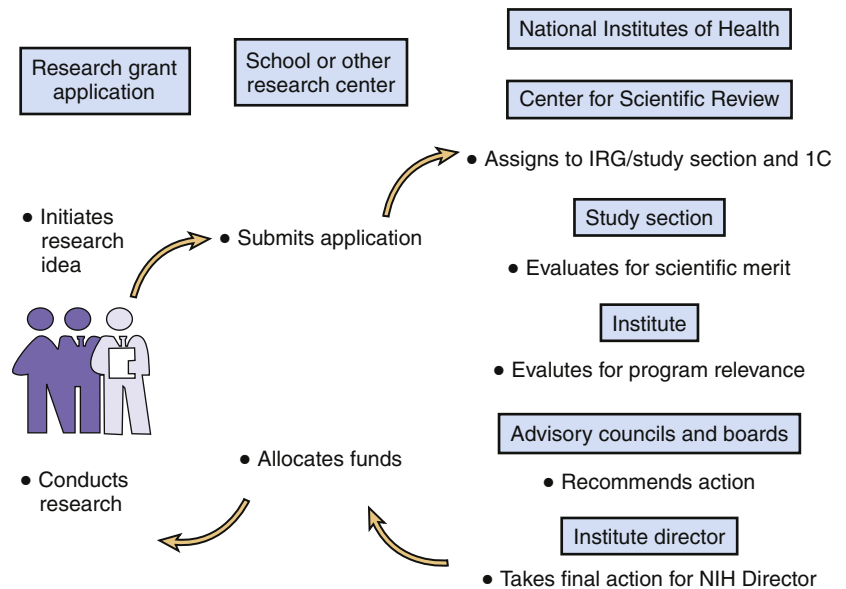 Research grant
application
School or other
research center
National Institutes of Health
Center for Scientific Review
• Assigns to IRG/study section and 1C
• Initiates
research
idea
• Submits application
Study section
• Evaluates for scientific merit
Institute
• Evalutes for program relevance
Advisory councils and boards
• Recommends action
Institute director
• Takes final action for NIH Director
• Allocates funds
• Conducts
research